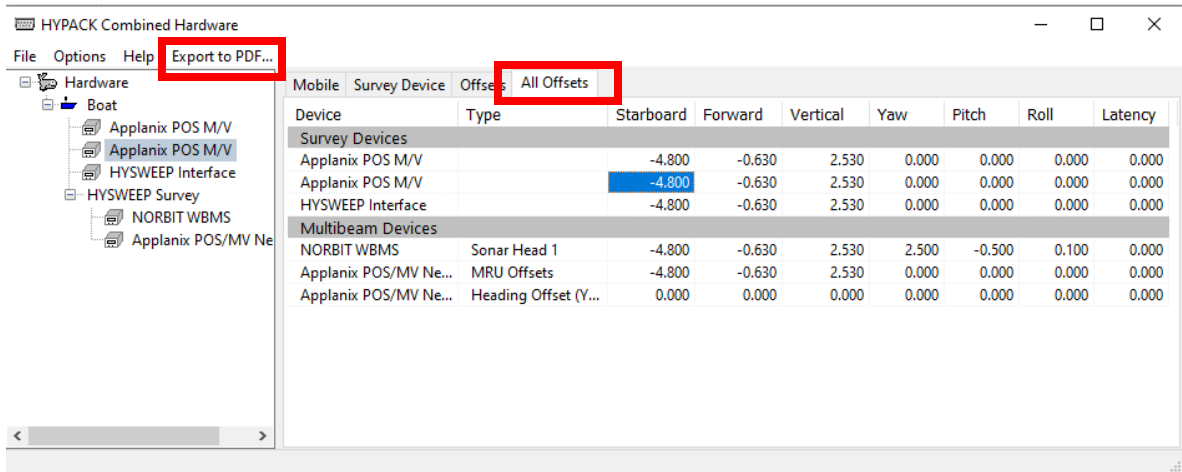 HYPACK Combined Hardware
File Options Help Export to PDF...
Hardware
Boat
Applanix POS M/V
Applanix POS M/V
HYSWEEP Interface
HYSWEEP Survey
NORBIT WBMS
Applanix POS/MV Ne
Mobile Survey Device Offsets All Offsets
Device Type Starboard Forward Vertical Yaw Pitch Roll Latency
Survey Devices
Applanix POS M/V -4.800 -0.630 2.530 0.000 0.000 0.000 0.000
Applanix POS M/V -4.800 -0.630 2.530 0.000 0.000 0.000 0.000
HYSWEEP Interface -4.800 -0.630 2.530 0.000 0.000 0.000 0.000
Multibeam Devices
NORBIT WBMS Sonar Head 1 -4.800 -0.630 2.530 2.500 -0.500 0.100 0.000
Applanix POS/MV Ne... MRU Offsets -4.800 -0.630 2.530 0.000 0.000 0.000 0.000
Applanix POS/MV Ne... Heading Offset (Y... 0.000 0.000 0.000 0.000 0.000 0.000 0.000